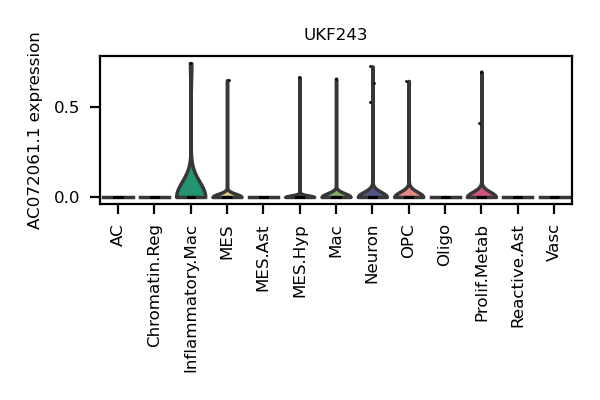 UKF243
AC072061.1 expression
0.5
0.0
AC
Chromatin.Reg
Inflammatory.Mac
MES
MES.Ast
MES.Hyp
Mac
Neuron
OPC
Oligo
Prolif.Metab
Reactive.Ast
Vasc